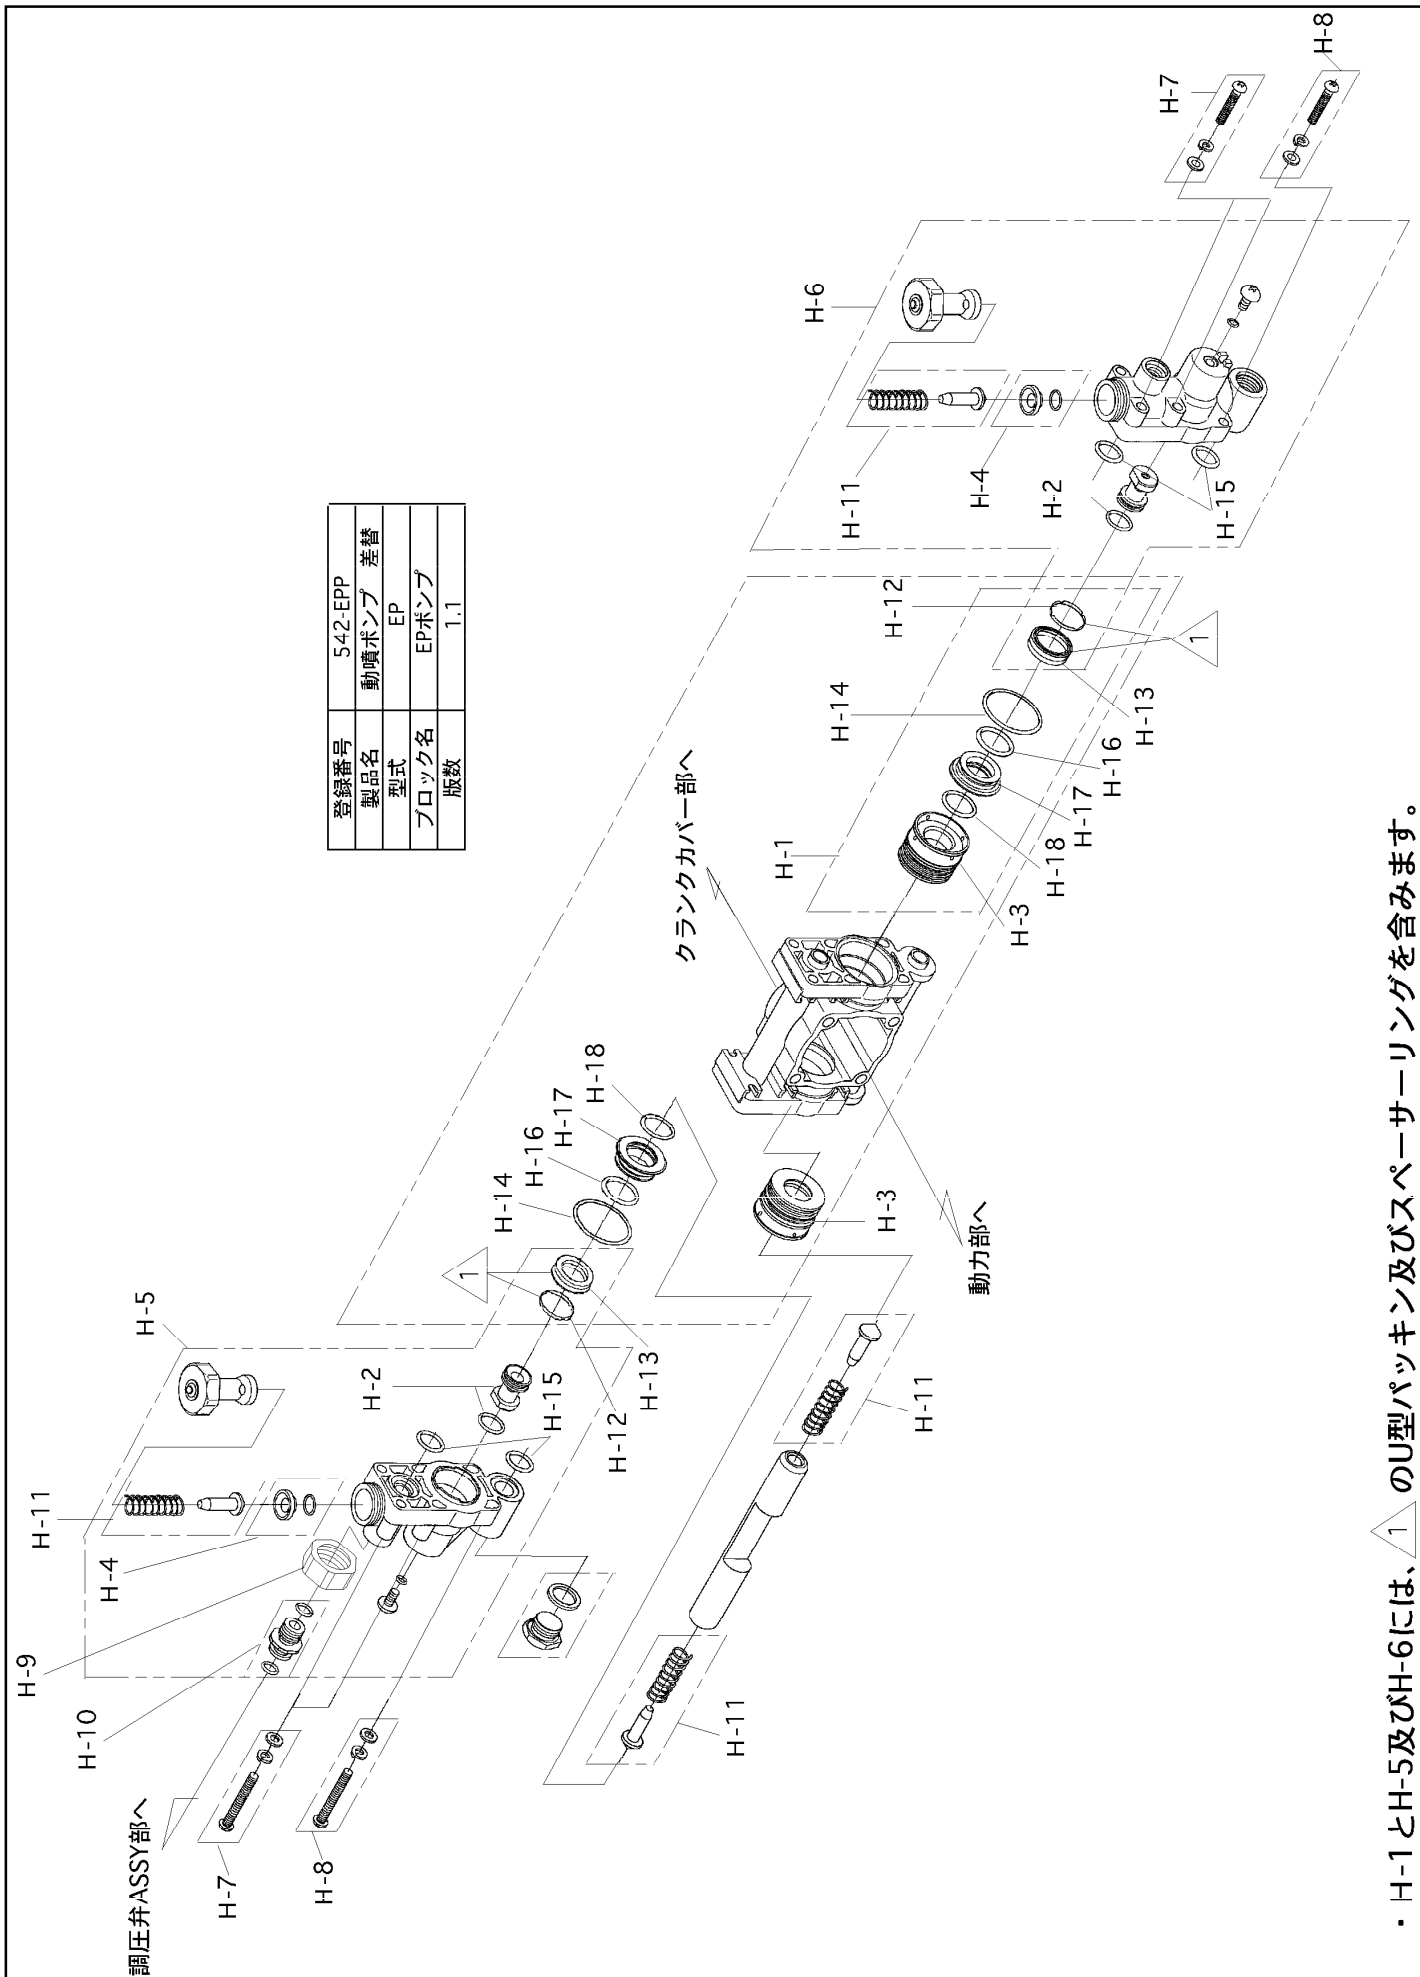 調圧弁ASSY部へ
H-7
H-8
H-10
H-9
H-4
H-11
H-5
H-2
H-15
H-12
H-13
1
H-14
H-16
H-17
H-18
H-11
H-11
H-3
動力部へ
クランクカバー部へ
H-1
H-3
H-18
H-17
H-16
H-13
H-14
H-12
1
H-11
H-4
H-2
H-15
H-6
H-7
H-8
登録番号 542-EPP
製品名 動噴ポンプ 差替
型式 EP
ブロック名 EPポンプ
版数 1.1
・H-1とH-5及びH-6には、1のU型パッキン及びスペーサーリングを含みます。